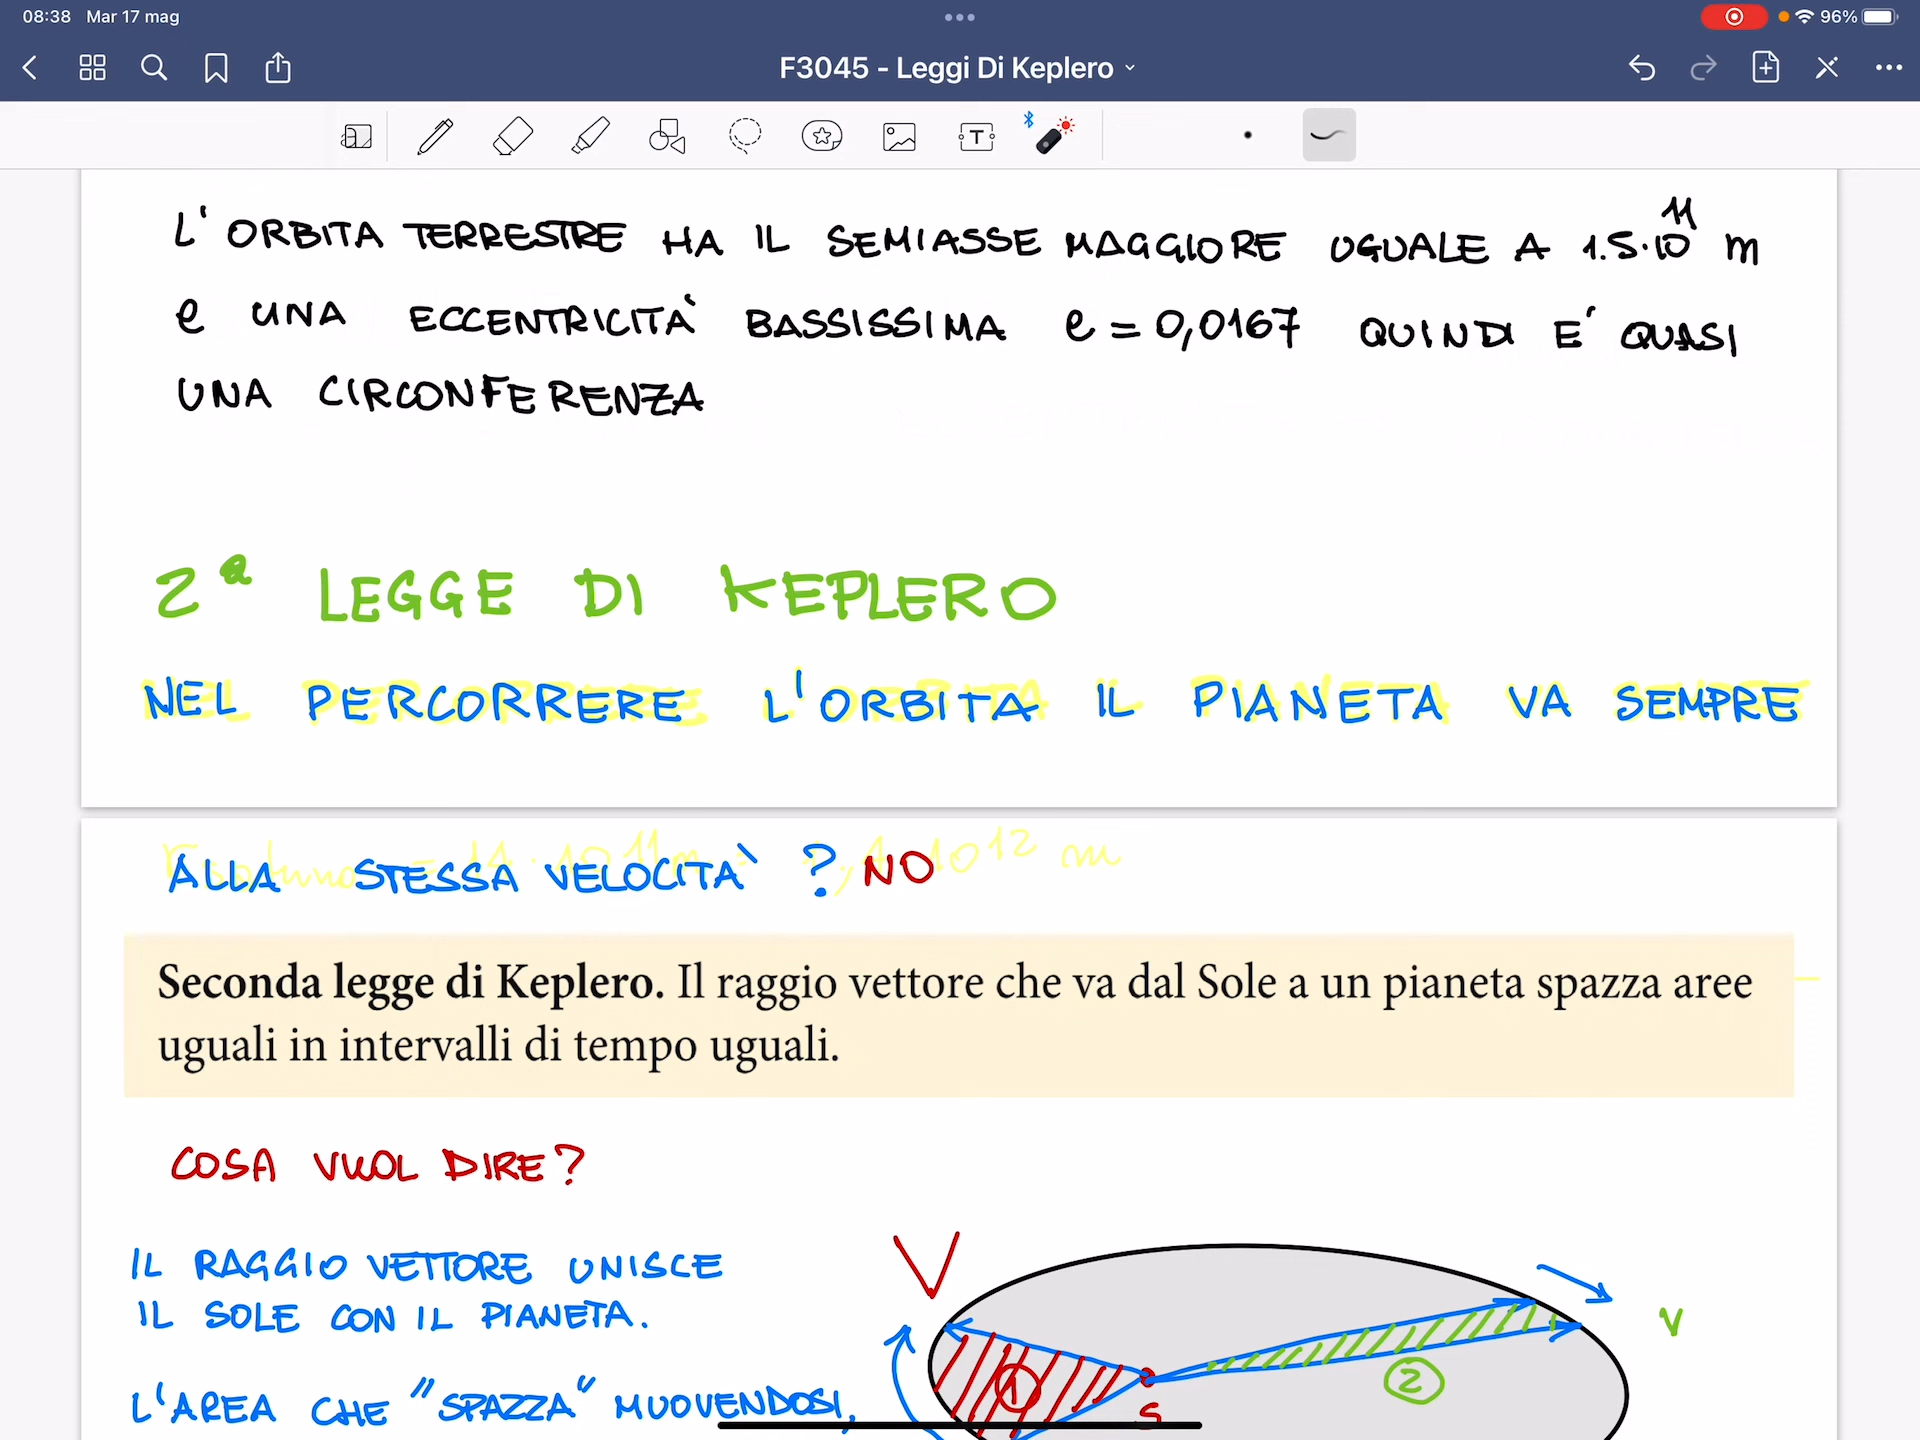 08:38 Mar 17 mag
96%
F3045 - Leggi Di Keplero
L'ORBITA TERRESTRE HA IL SEMIASSE MAGGIORE UGUALE A 1.5·10¹¹ m
e UNA ECCENTRICITÀ BASSISSIMA e = 0,0167 QUINDI E' QUASI
UNA CIRCONFERENZA
2ª LEGGE DI KEPLERO
NEL PERCORRERE L'ORBITA IL PIANETA VA SEMPRE
ALLA STESSA VELOCITA' ? NO
Seconda legge di Keplero. Il raggio vettore che va dal Sole a un pianeta spazza aree
uguali in intervalli di tempo uguali.
COSA VUOL DIRE?
IL RAGGIO VETTORE UNISCE
IL SOLE CON IL PIANETA.
L'AREA CHE "SPAZZA" MUOVENDOSI,
V
1
S
2
V